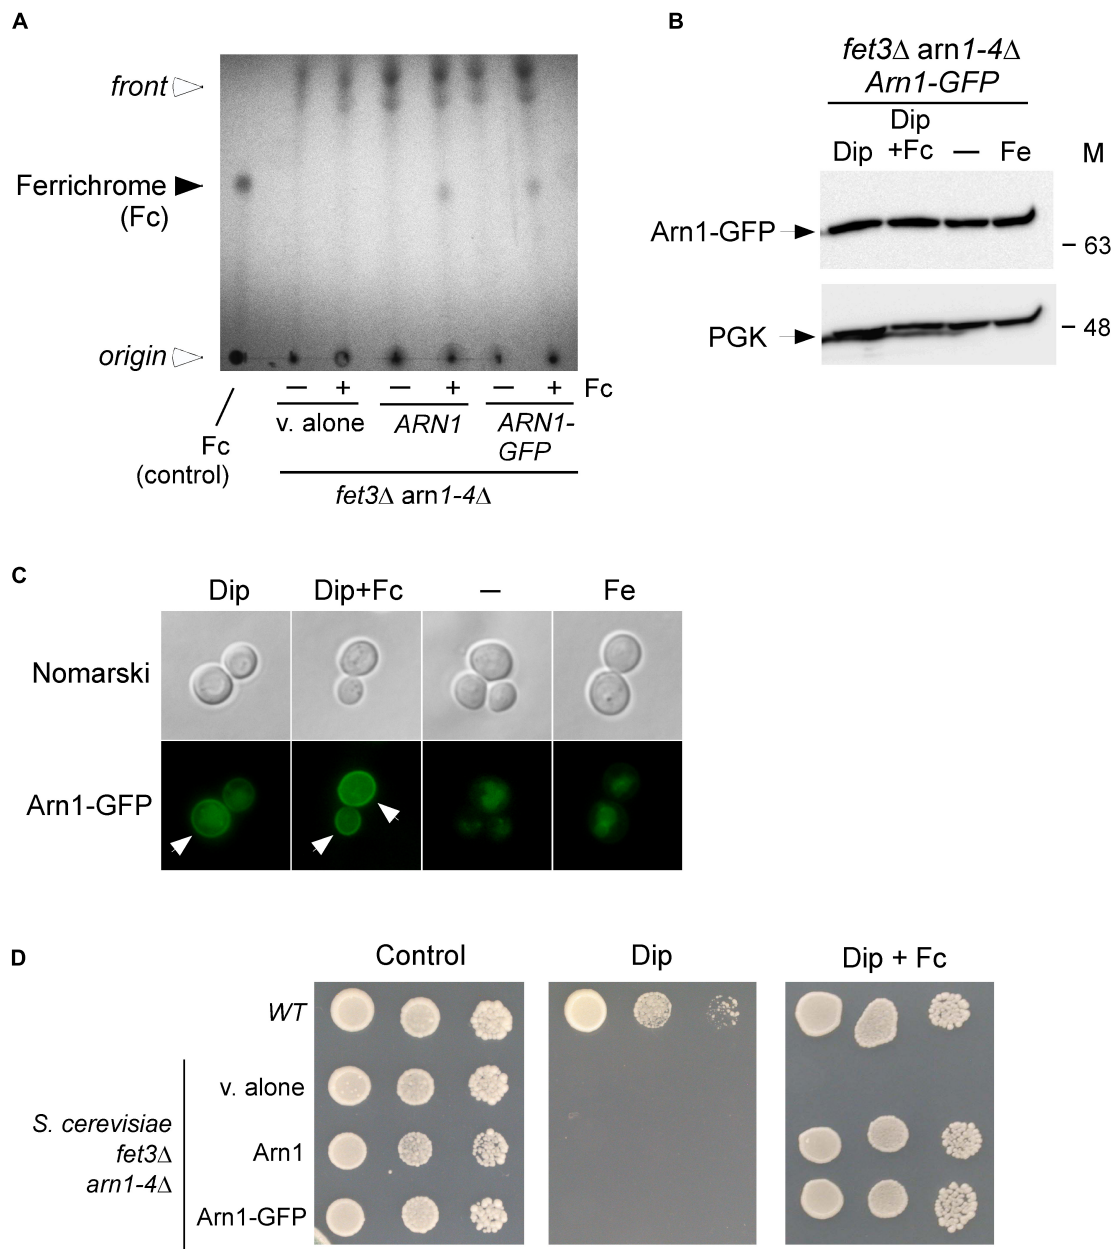 A
front
Ferrichrome
(Fc)
origin
— + — + — + Fc
v. alone ARN1 ARN1-
GFP
Fc
(control)
fet3Δ arn1-4Δ
B
fet3Δ arn1-4Δ
Arn1-GFP
Dip
Dip +Fc — Fe M
Arn1-GFP
– 63
PGK
– 48
C
Dip Dip+Fc — Fe
Nomarski
Arn1-GFP
D
Control Dip Dip + Fc
WT
v. alone
Arn1
Arn1-GFP
S. cerevisiae
fet3Δ
arn1-4Δ